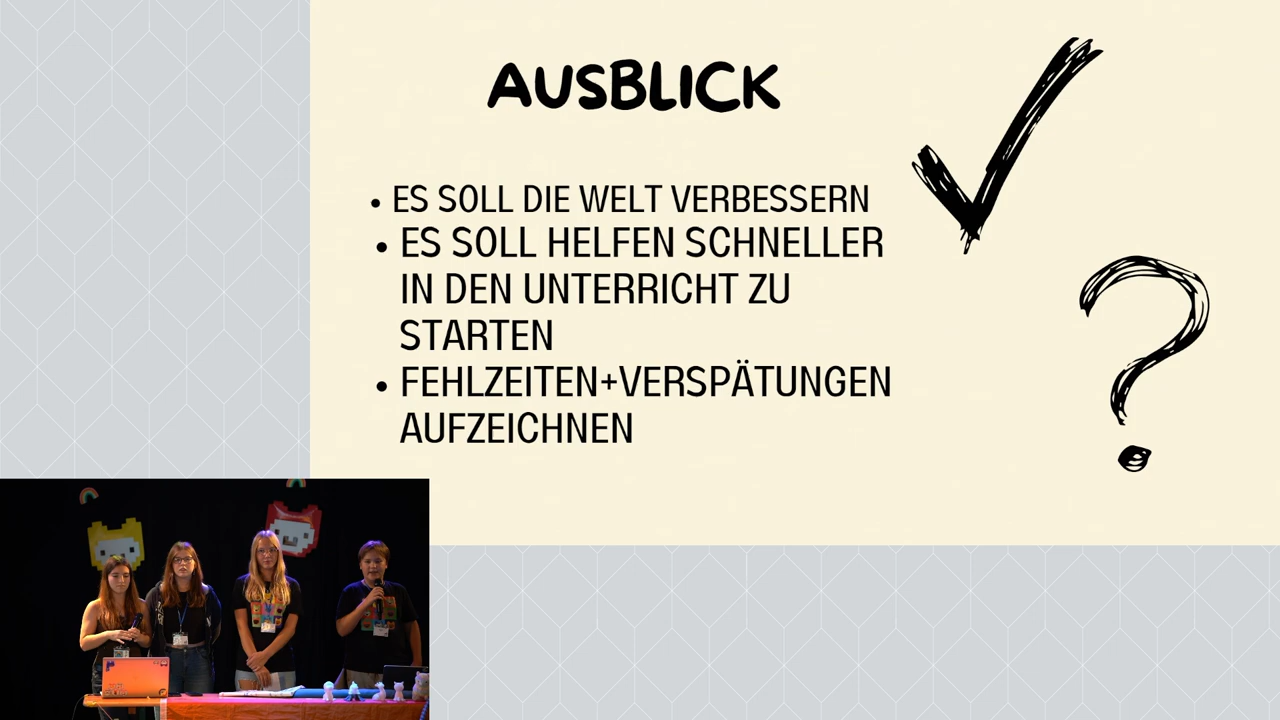 AUSBLICK
• ES SOLL DIE WELT VERBESSERN
• ES SOLL HELFEN SCHNELLER
IN DEN UNTERRICHT ZU
STARTEN
• FEHLZEITEN+VERSPÄTUNGEN
AUFZEICHNEN